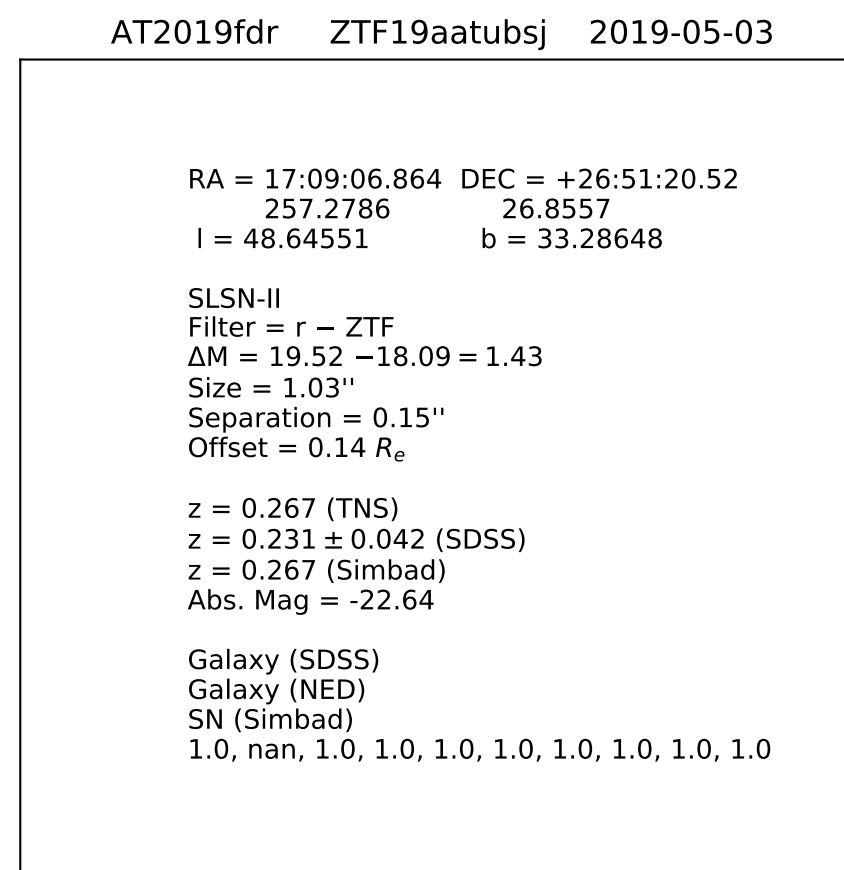 AT2019fdr ZTF19aatubsj 2019-05-03
RA = 17:09:06.864 DEC = +26:51:20.52
257.2786 26.8557
l = 48.64551 b = 33.28648
SLSN-II
Filter = r − ZTF
ΔM = 19.52 −18.09 = 1.43
Size = 1.03''
Separation = 0.15''
Offset = 0.14 Re
z = 0.267 (TNS)
z = 0.231 ± 0.042 (SDSS)
z = 0.267 (Simbad)
Abs. Mag = -22.64
Galaxy (SDSS)
Galaxy (NED)
SN (Simbad)
1.0, nan, 1.0, 1.0, 1.0, 1.0, 1.0, 1.0, 1.0, 1.0